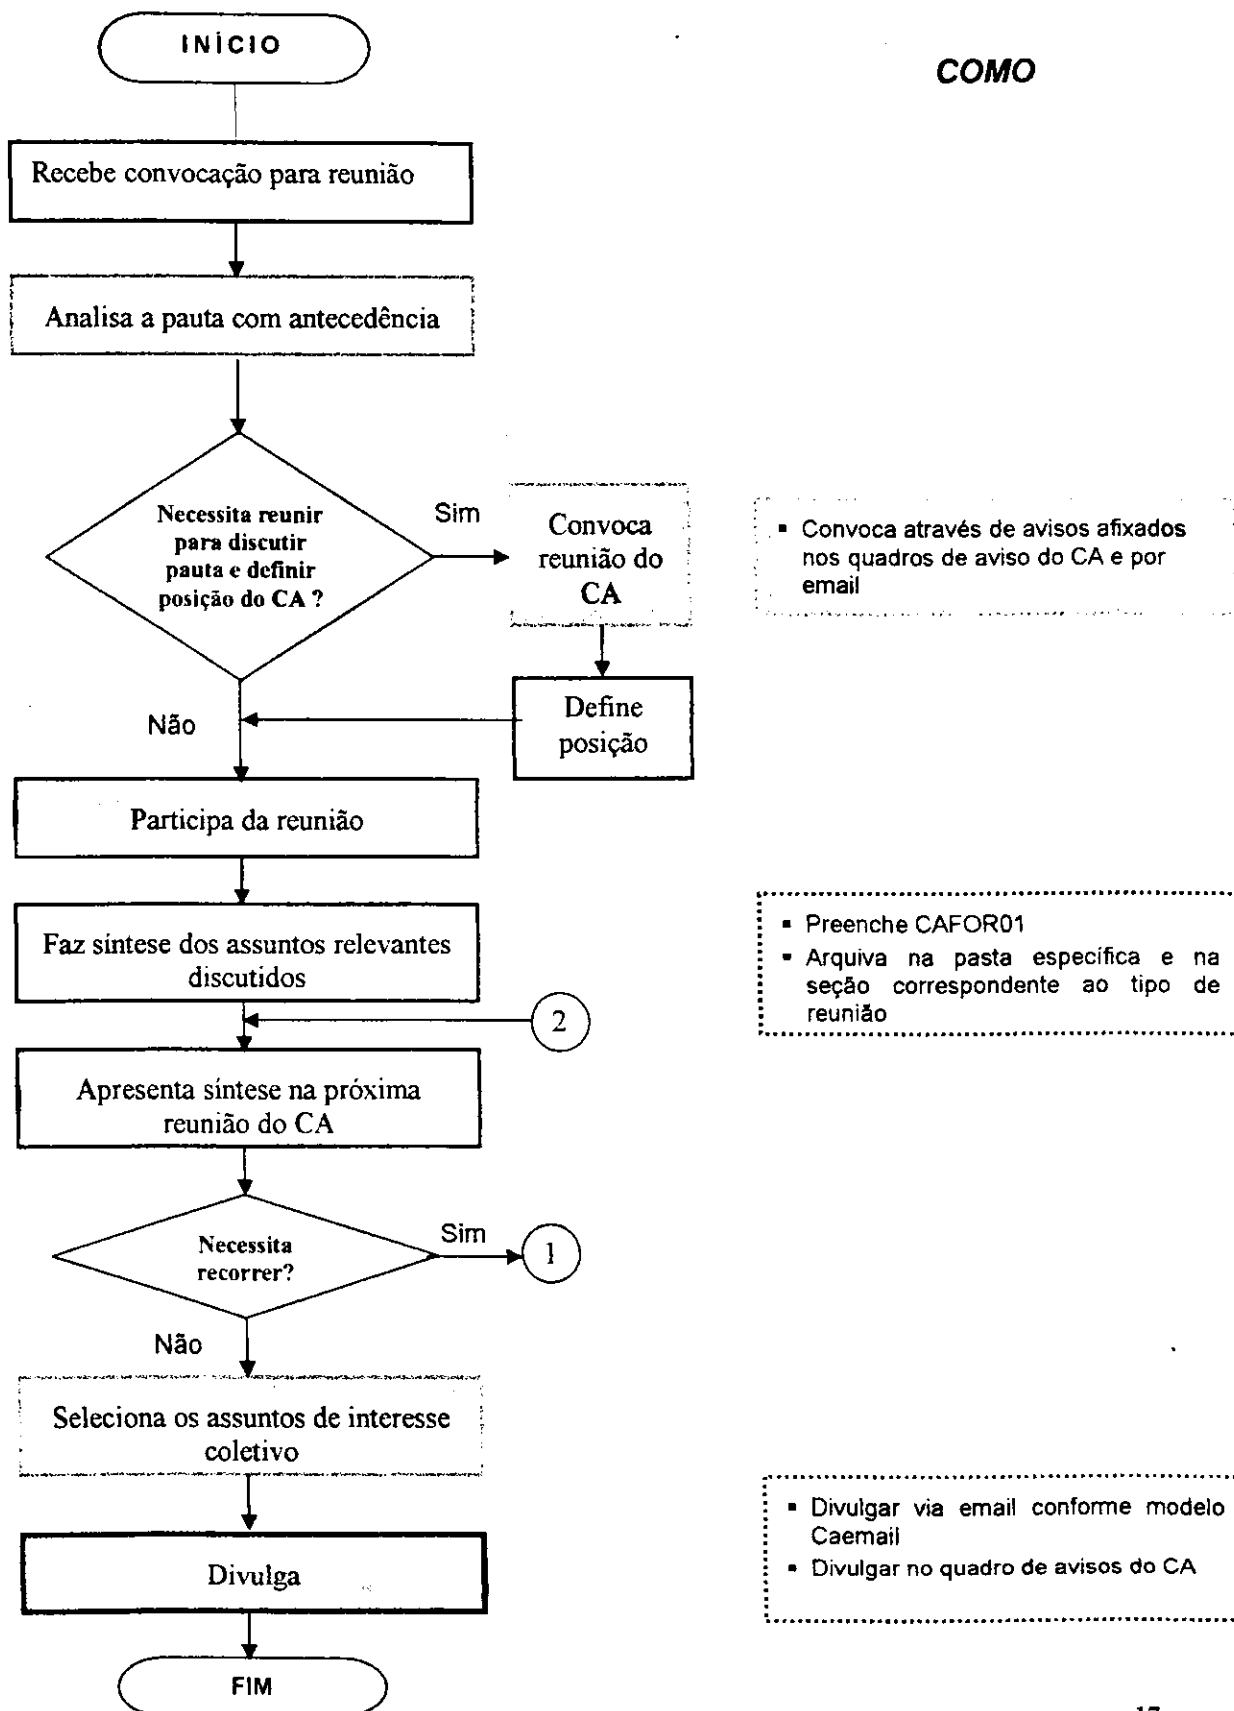 INÍCIO
COMO
Recebe convocação para reunião
Analisa a pauta com antecedência
Necessita reunir
para discutir
pauta e definir
posição do CA ?
Sim
Convoca
reunião do
CA
▪ Convoca através de avisos afixados
nos quadros de aviso do CA e por
email
Define
posição
Não
Participa da reunião
Faz síntese dos assuntos relevantes
discutidos
▪ Preenche CAFOR01
▪ Arquiva na pasta específica e na
seção correspondente ao tipo de
reunião
2
Apresenta síntese na próxima
reunião do CA
Necessita
recorrer?
Sim
1
Não
Seleciona os assuntos de interesse
coletivo
Divulga
▪ Divulgar via email conforme modelo
Caemail
▪ Divulgar no quadro de avisos do CA
FIM